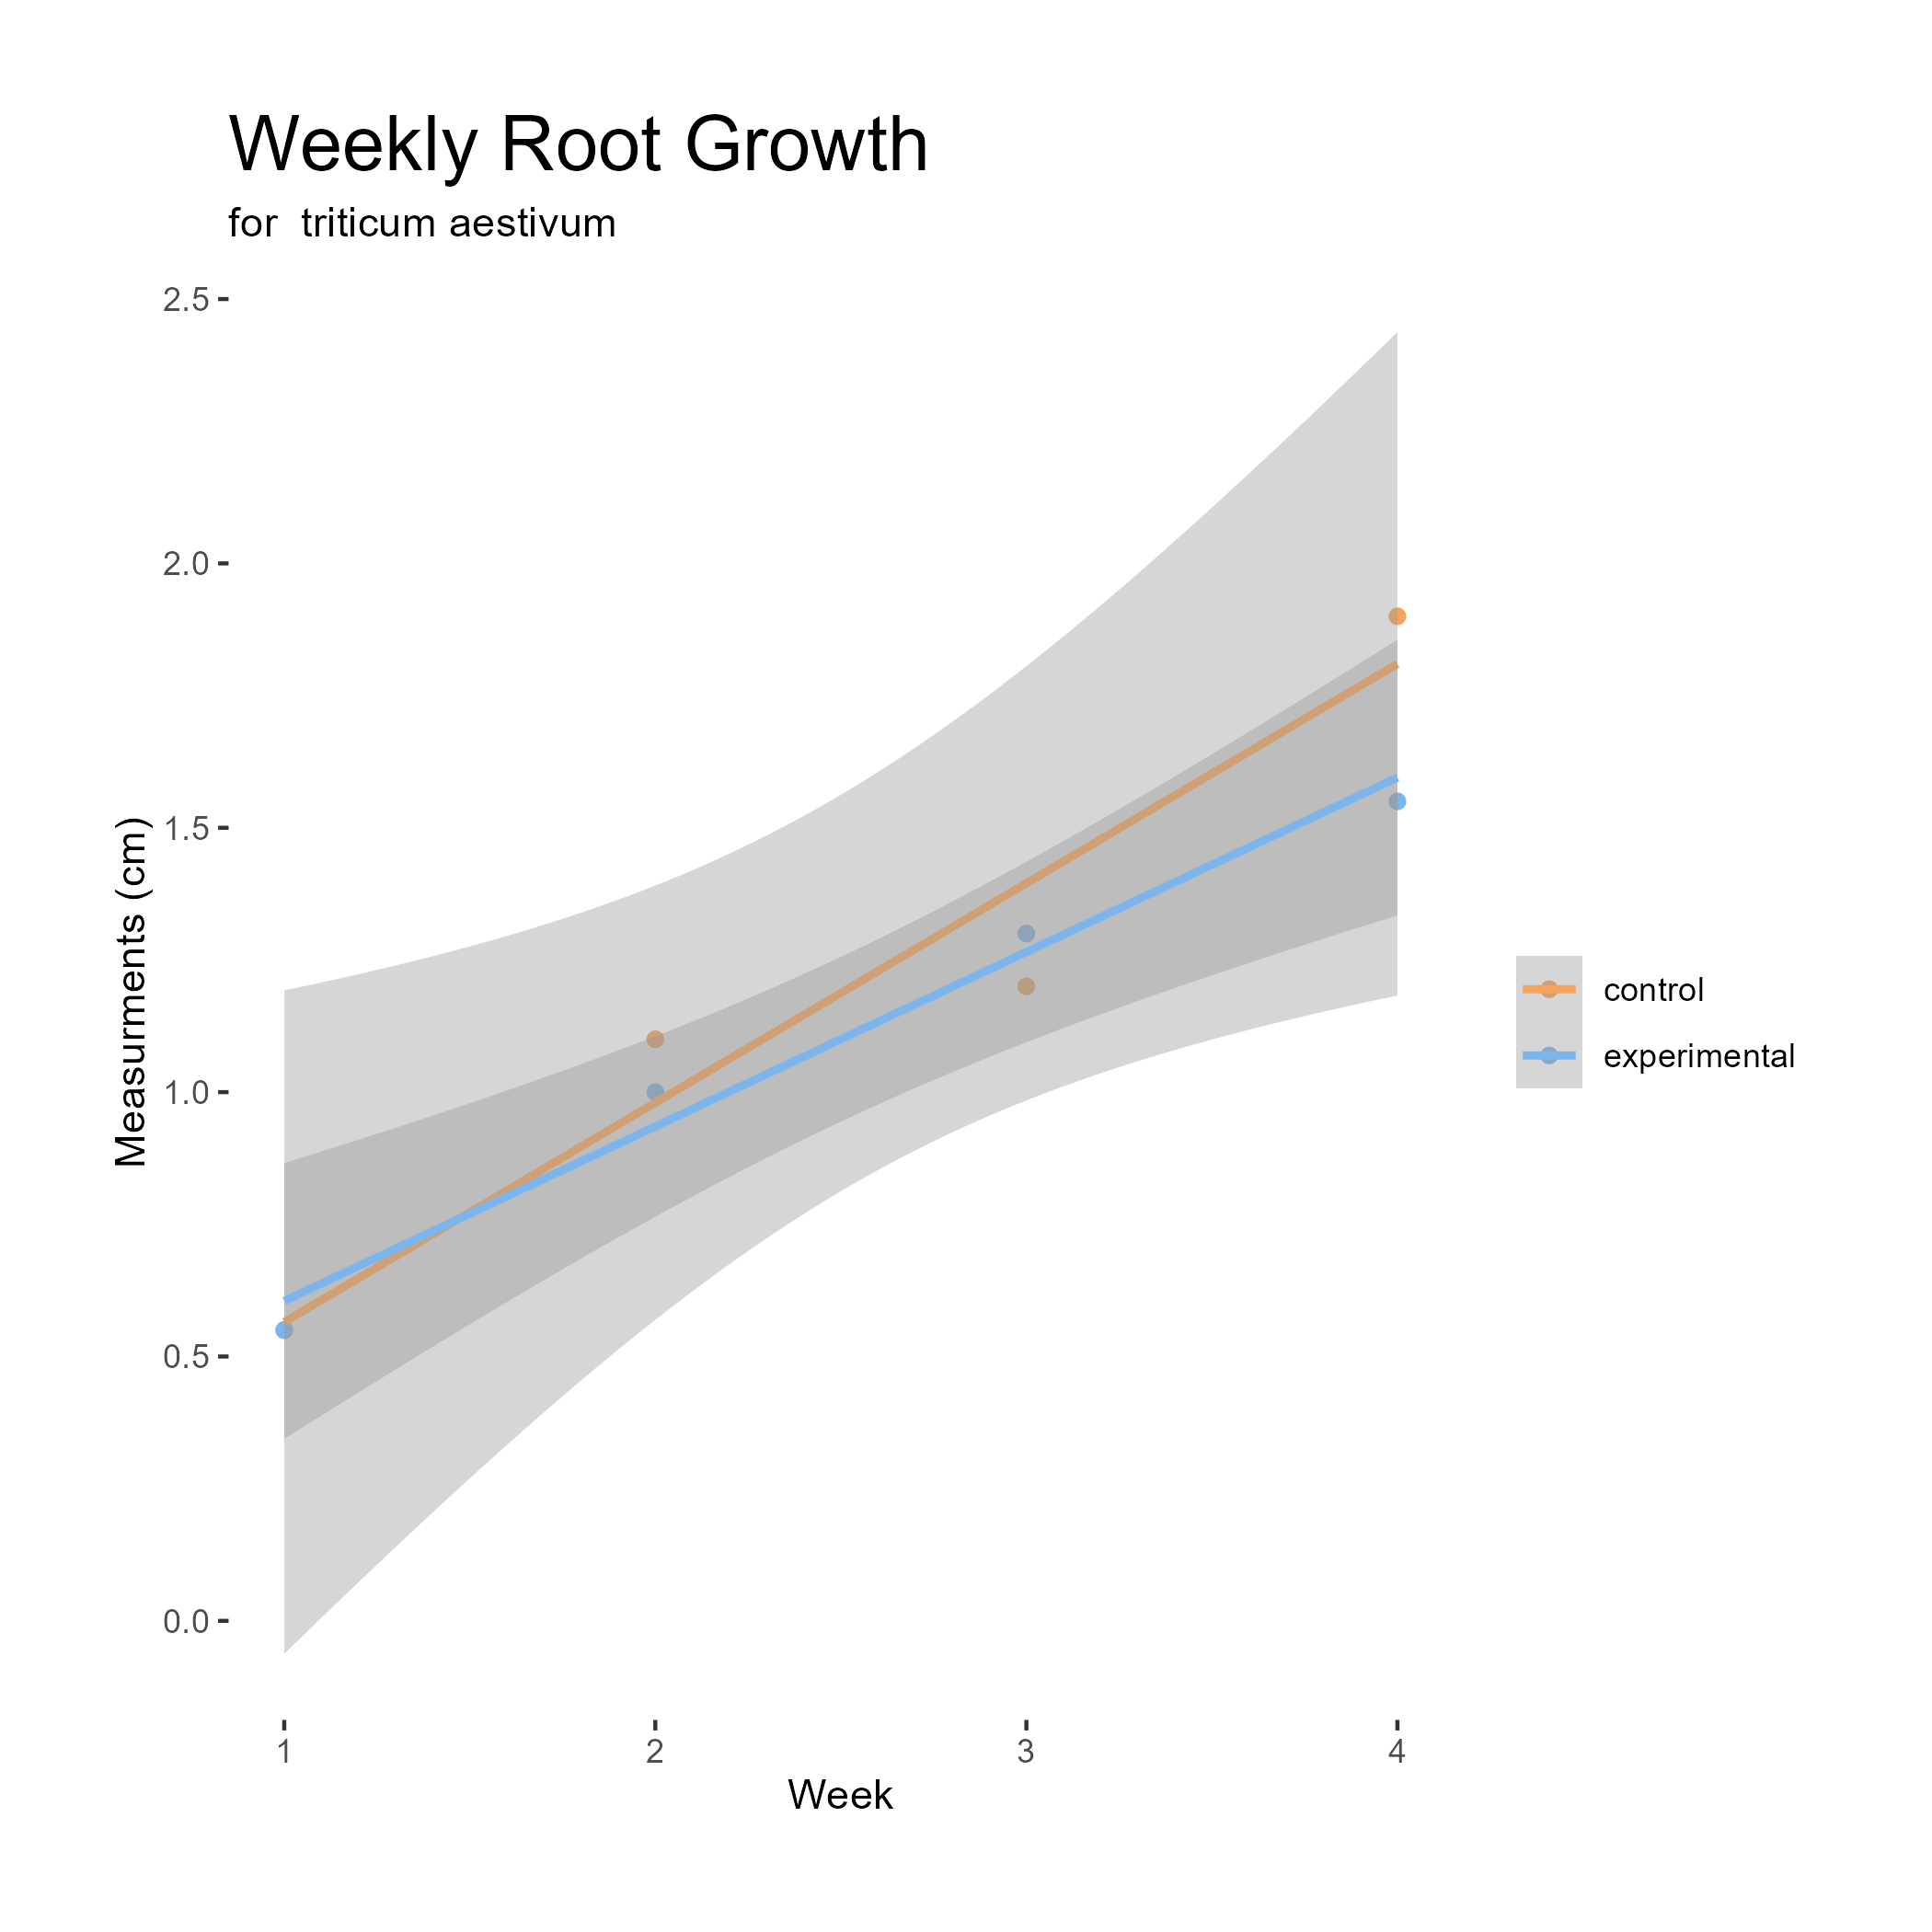 Weekly Root Growth
for  triticum aestivum
2.5
2.0
1.5
1.0
0.5
0.0
Measurments (cm)
control
experimental
1 2 3 4
Week